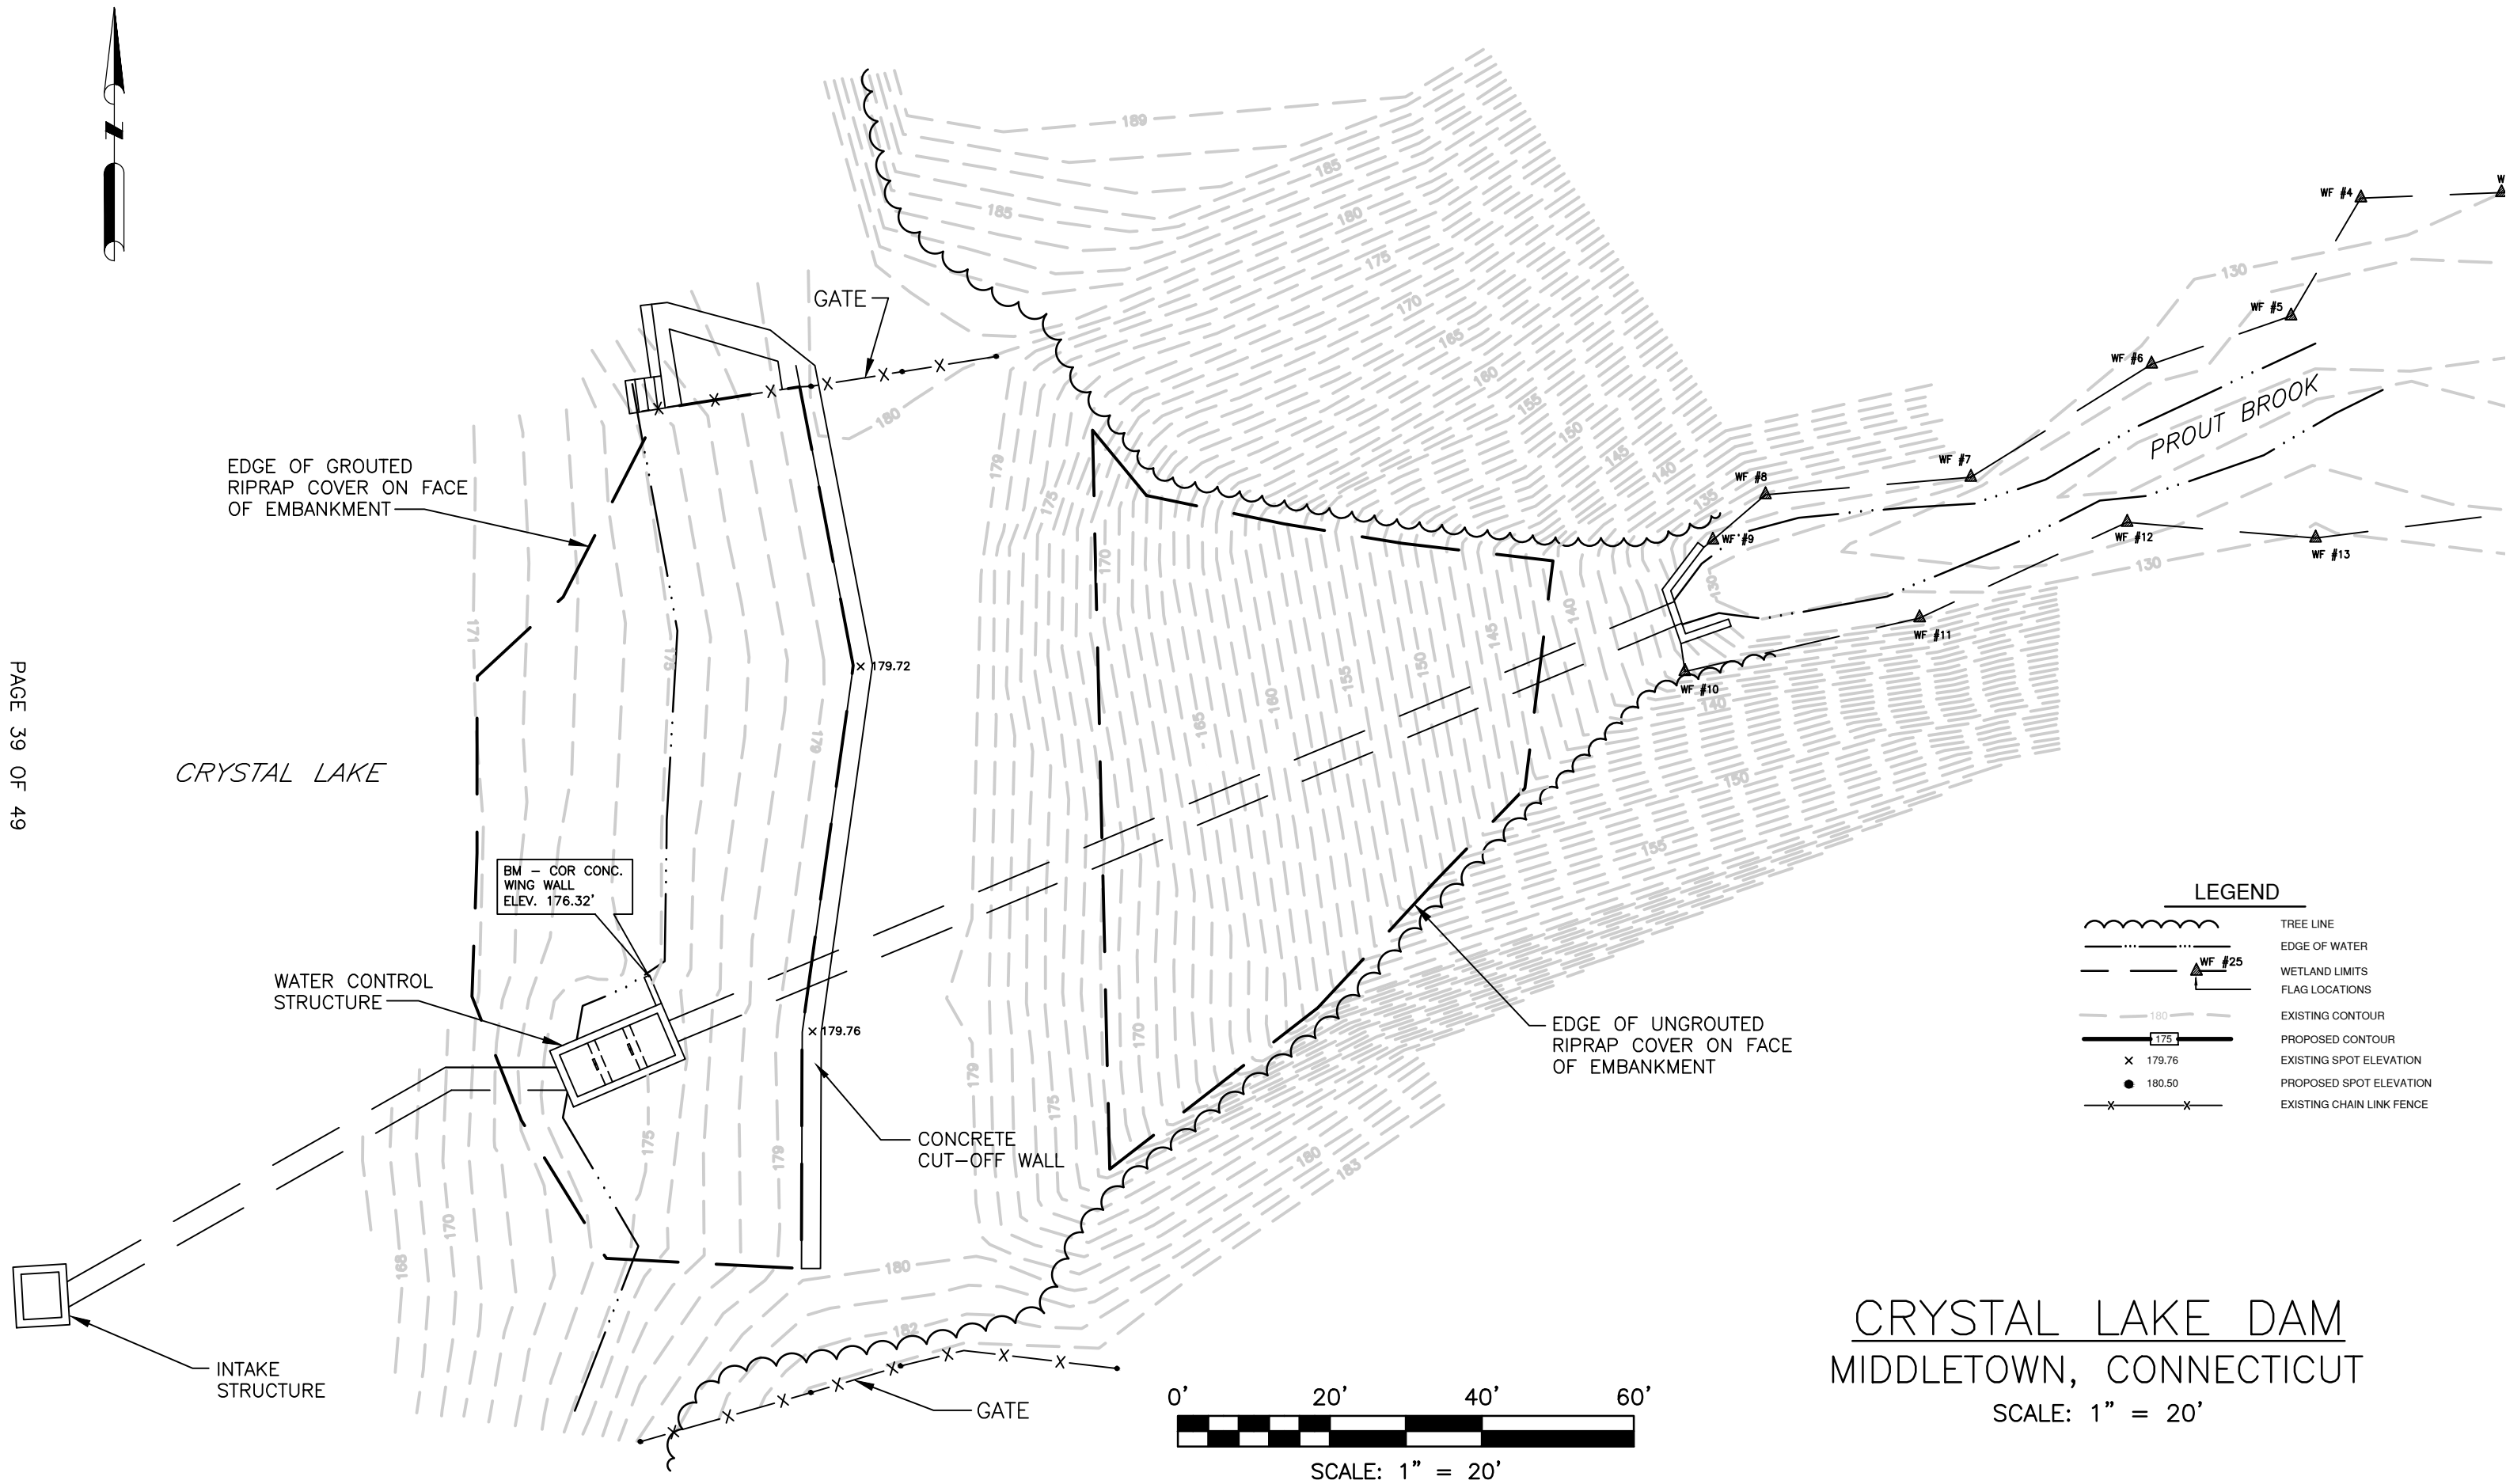 N
PAGE 39 OF 49
GATE
EDGE OF GROUTED
RIPRAP COVER ON FACE
OF EMBANKMENT
CRYSTAL LAKE
BM – COR CONC.
WING WALL
ELEV. 176.32'
WATER CONTROL
STRUCTURE
INTAKE
STRUCTURE
CONCRETE
CUT–OFF WALL
GATE
EDGE OF UNGROUTED
RIPRAP COVER ON FACE
OF EMBANKMENT
PROUT BROOK
× 179.72
× 179.76
189
185
185
180
175
170
165
160
155
150
145
140
135
130
130
130
180
179
175
170
171
175
179
165
160
155
150
145
140
140
150
155
179
175
170
175
179
170
168
180
182
180
183
W
WF #4
WF #5
WF #6
WF #7
WF #8
WF #9
WF #10
WF #11
WF #12
WF #13
LEGEND
TREE LINE
EDGE OF WATER
WF #25
WETLAND LIMITS
FLAG LOCATIONS
180
EXISTING CONTOUR
175
PROPOSED CONTOUR
× 179.76
EXISTING SPOT ELEVATION
180.50
PROPOSED SPOT ELEVATION
EXISTING CHAIN LINK FENCE
0' 20' 40' 60'
SCALE: 1" = 20'
CRYSTAL LAKE DAM
MIDDLETOWN, CONNECTICUT
SCALE: 1" = 20'